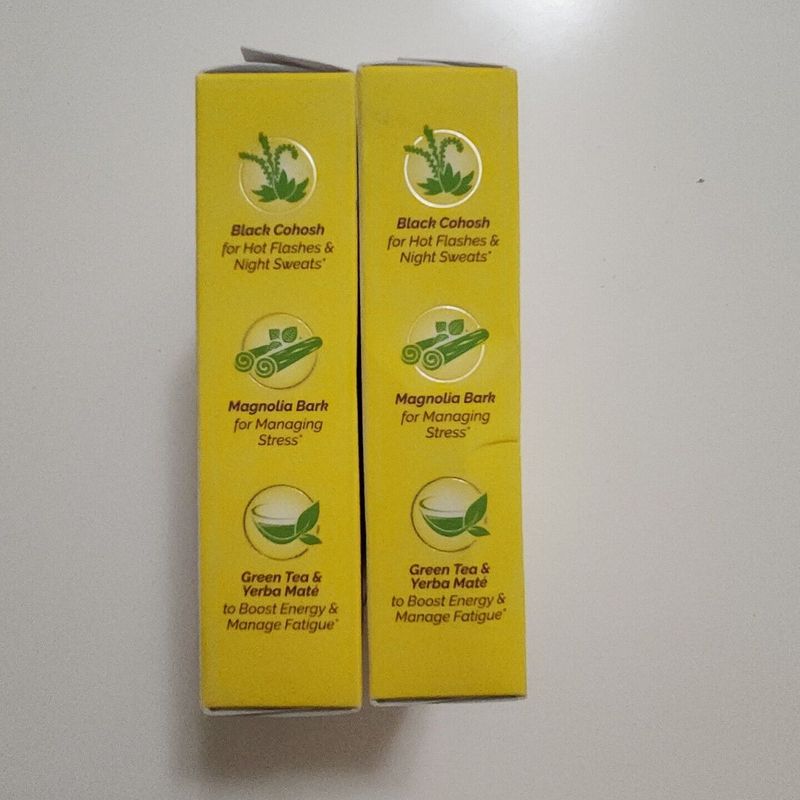 Black Cohosh
for Hot Flashes &
Night Sweats*
Magnolia Bark
for Managing
Stress*
Green Tea &
Yerba Maté
to Boost Energy &
Manage Fatigue*
Black Cohosh
for Hot Flashes &
Night Sweats*
Magnolia Bark
for Managing
Stress*
Green Tea &
Yerba Maté
to Boost Energy &
Manage Fatigue*